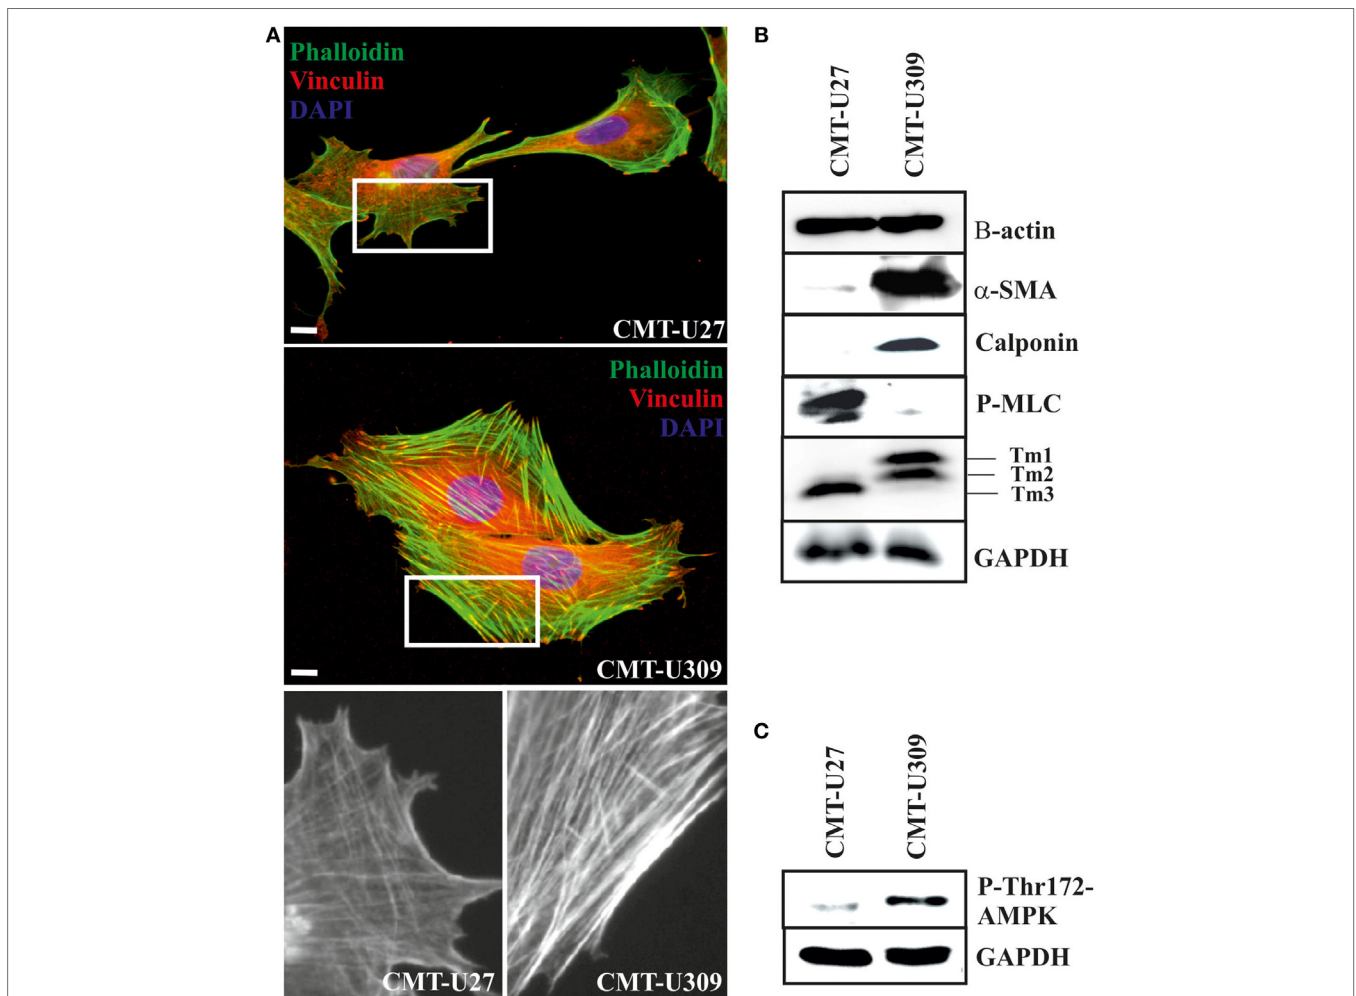 A
Phalloidin
Vinculin
DAPI
CMT-U27
Phalloidin
Vinculin
DAPI
CMT-U309
CMT-U27
CMT-U309
B
CMT-U27
CMT-U309
B-actin
α-SMA
Calponin
P-MLC
Tm1
Tm2
Tm3
GAPDH
C
CMT-U27
CMT-U309
P-Thr172-
AMPK
GAPDH